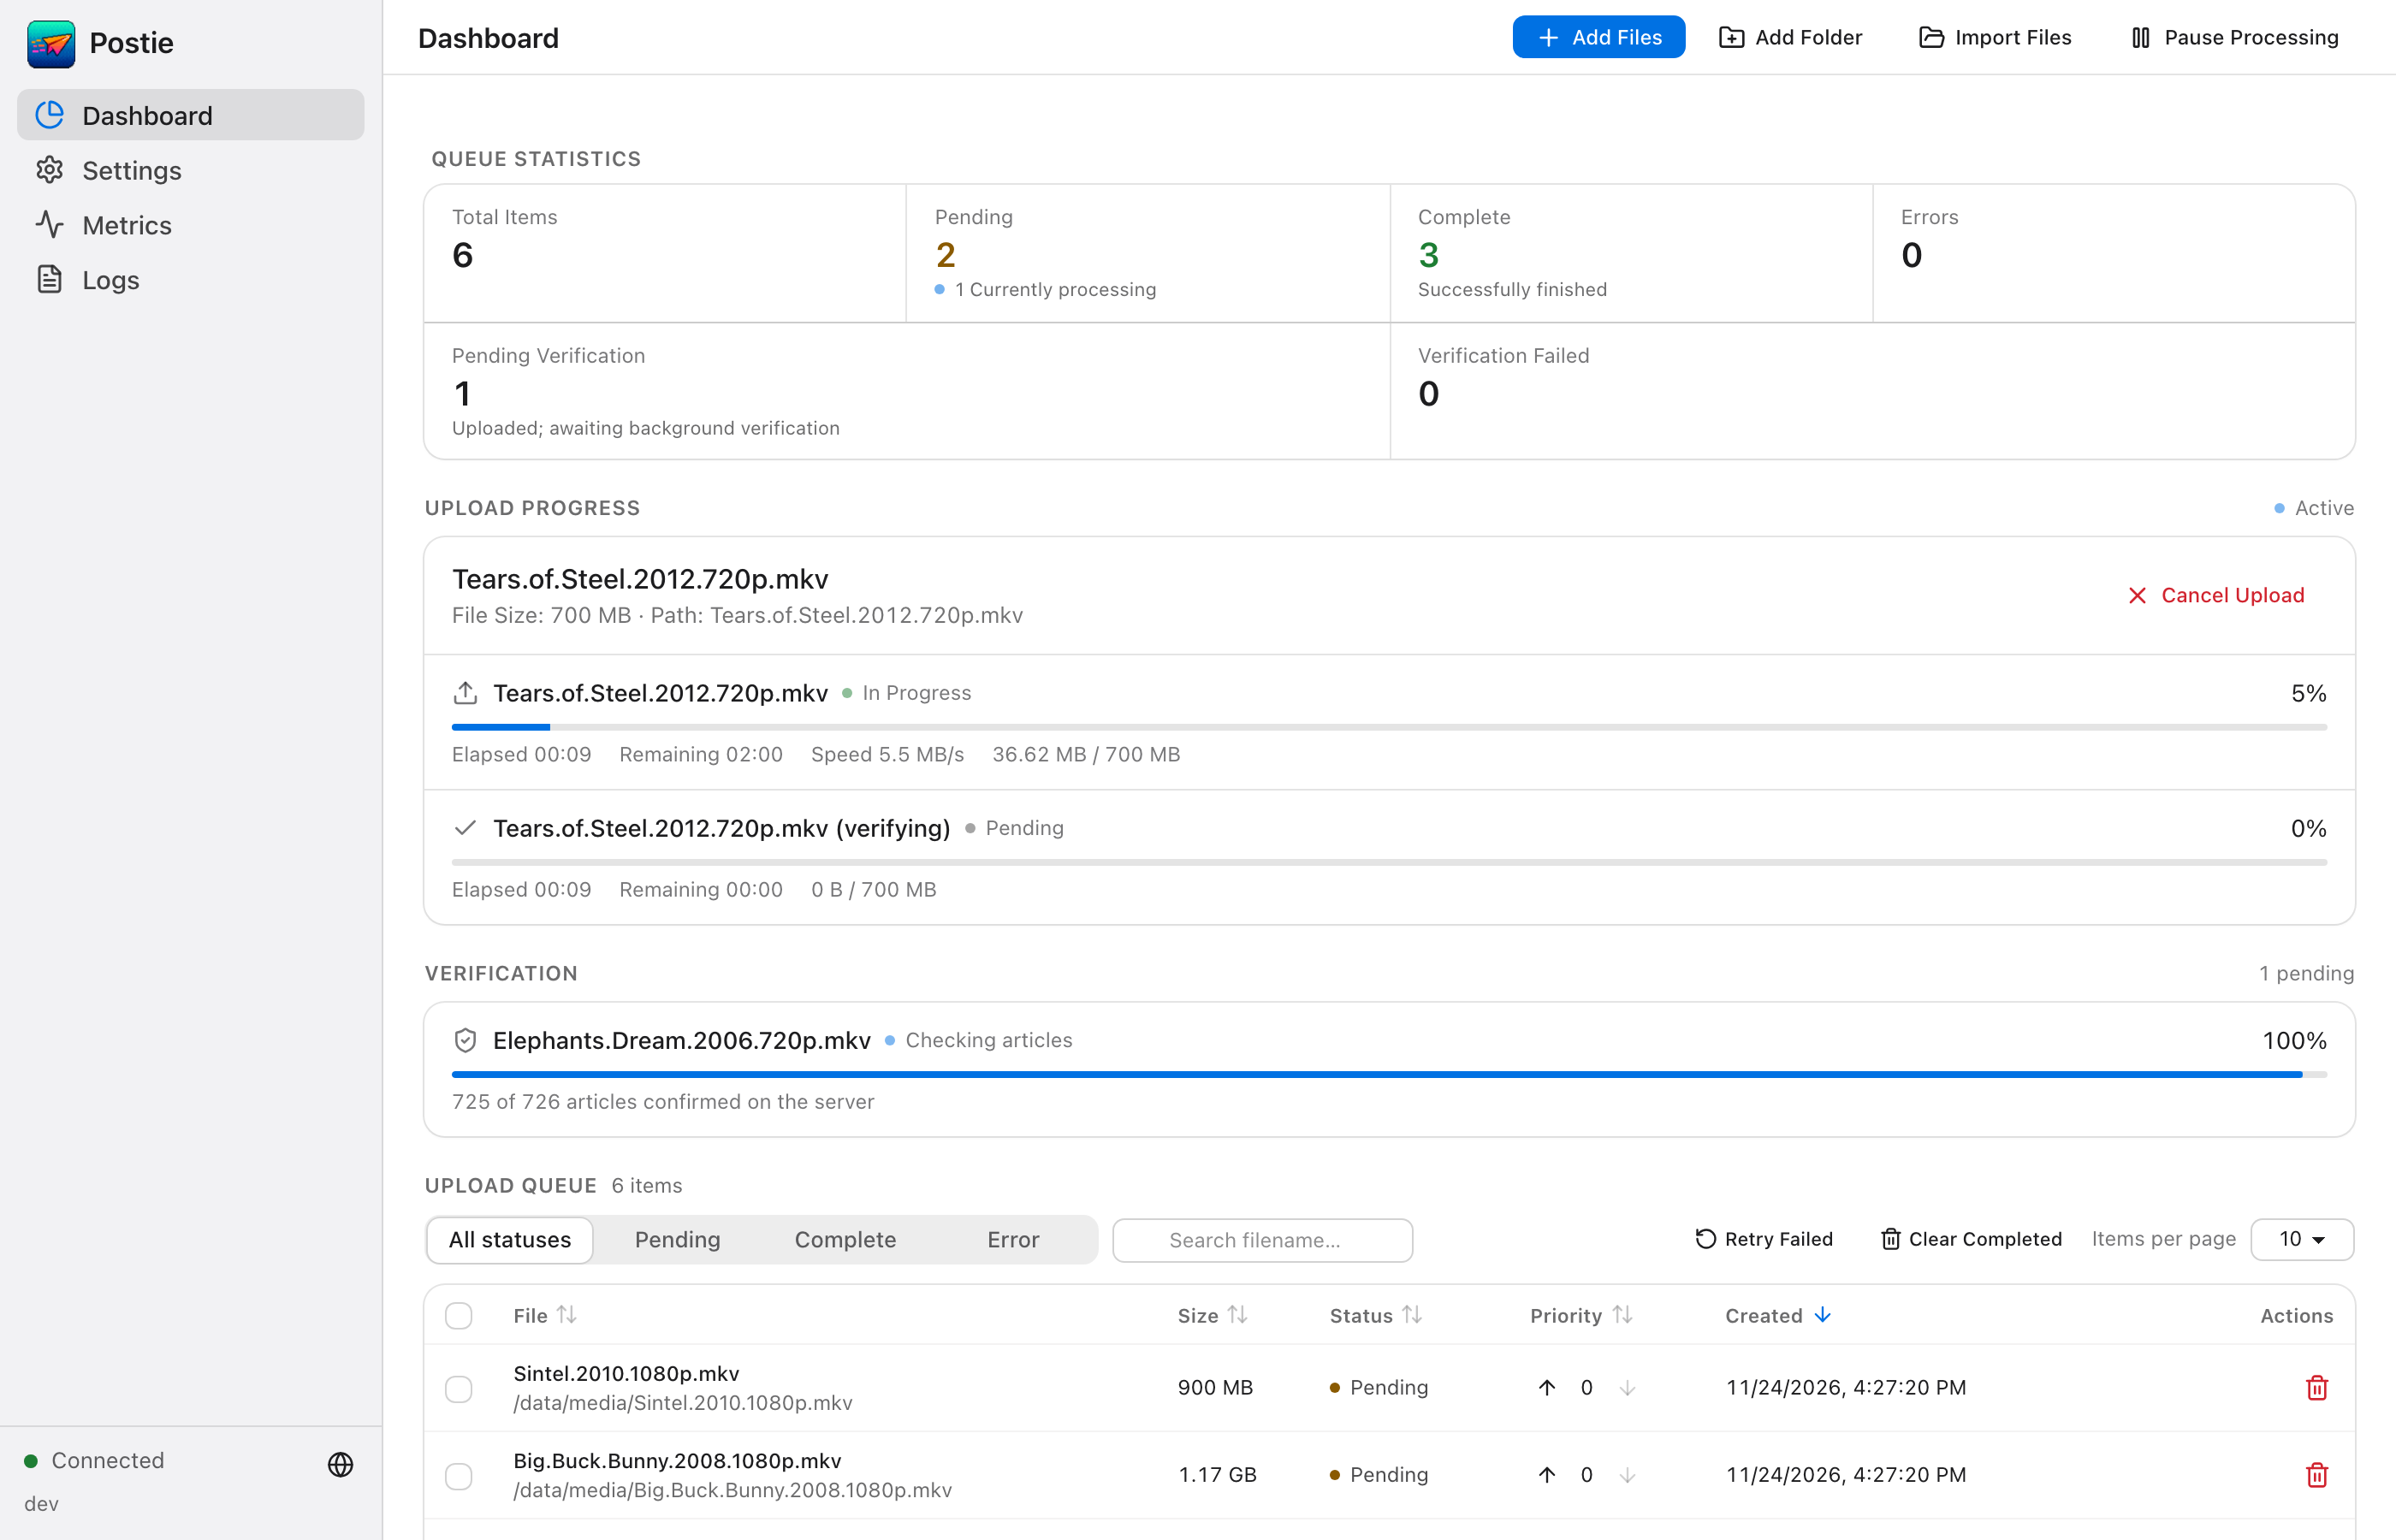 Postie
Dashboard
Settings
Metrics
Logs
Connected
dev
Dashboard
Add Files
Add Folder
Import Files
Pause Processing
QUEUE STATISTICS
Total Items
6
Pending
2
1 Currently processing
Complete
3
Successfully finished
Errors
0
Pending Verification
1
Uploaded; awaiting background verification
Verification Failed
0
UPLOAD PROGRESS
Active
Tears.of.Steel.2012.720p.mkv
File Size: 700 MB · Path: Tears.of.Steel.2012.720p.mkv
Cancel Upload
Tears.of.Steel.2012.720p.mkv In Progress 5%
Elapsed 00:09 Remaining 02:00 Speed 5.5 MB/s 36.62 MB / 700 MB
Tears.of.Steel.2012.720p.mkv (verifying) Pending 0%
Elapsed 00:09 Remaining 00:00 0 B / 700 MB
VERIFICATION
1 pending
Elephants.Dream.2006.720p.mkv Checking articles 100%
725 of 726 articles confirmed on the server
UPLOAD QUEUE 6 items
All statuses Pending Complete Error
Search filename...
Retry Failed
Clear Completed
Items per page 10
File Size Status Priority Created Actions
Sintel.2010.1080p.mkv
/data/media/Sintel.2010.1080p.mkv
900 MB Pending 0 11/24/2026, 4:27:20 PM
Big.Buck.Bunny.2008.1080p.mkv
/data/media/Big.Buck.Bunny.2008.1080p.mkv
1.17 GB Pending 0 11/24/2026, 4:27:20 PM